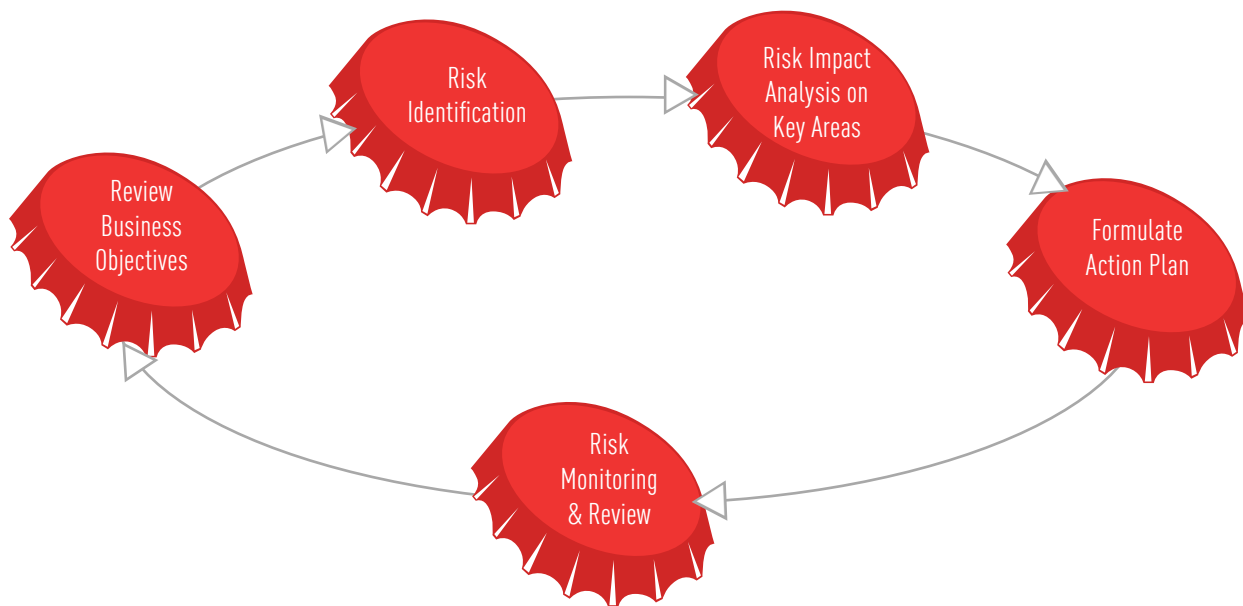 Risk
Identification
Risk Impact
Analysis on
Key Areas
Review
Business
Objectives
Formulate
Action Plan
Risk
Monitoring
& Review